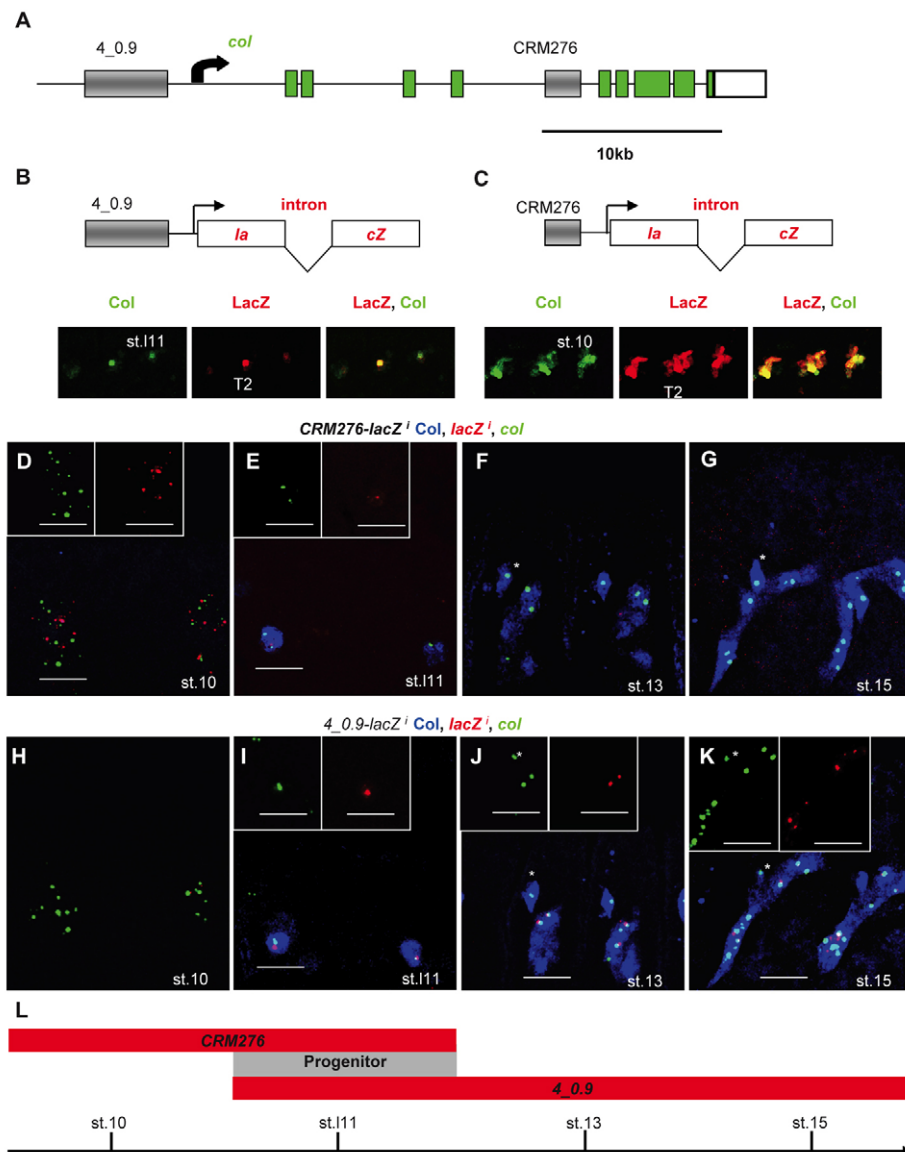 A
4_0.9
col
CRM276
10kb
B
4_0.9
intron
la
cZ
C
CRM276
intron
la
cZ
Col
LacZ
LacZ, Col
st.l11
T2
Col
LacZ
LacZ, Col
st.10
T2
CRM276-lacZ i Col, lacZ i, col
D
st.10
E
st.l11
F
*
st.13
G
*
st.15
4_0.9-lacZ i Col, lacZ i, col
H
st.10
I
st.l11
J
*
*
st.13
K
*
*
st.15
L
CRM276
Progenitor
4_0.9
st.10
st.l11
st.13
st.15